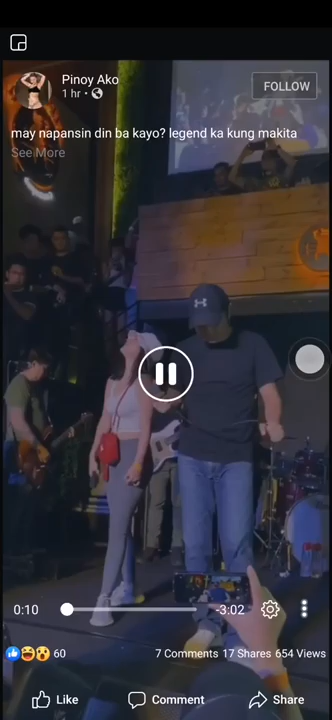 Pinoy Ako
1 hr
FOLLOW
may napansin din ba kayo? legend ka kung makita
See More
0:10
-3:02
60
7 Comments 17 Shares 654 Views
Like
Comment
Share